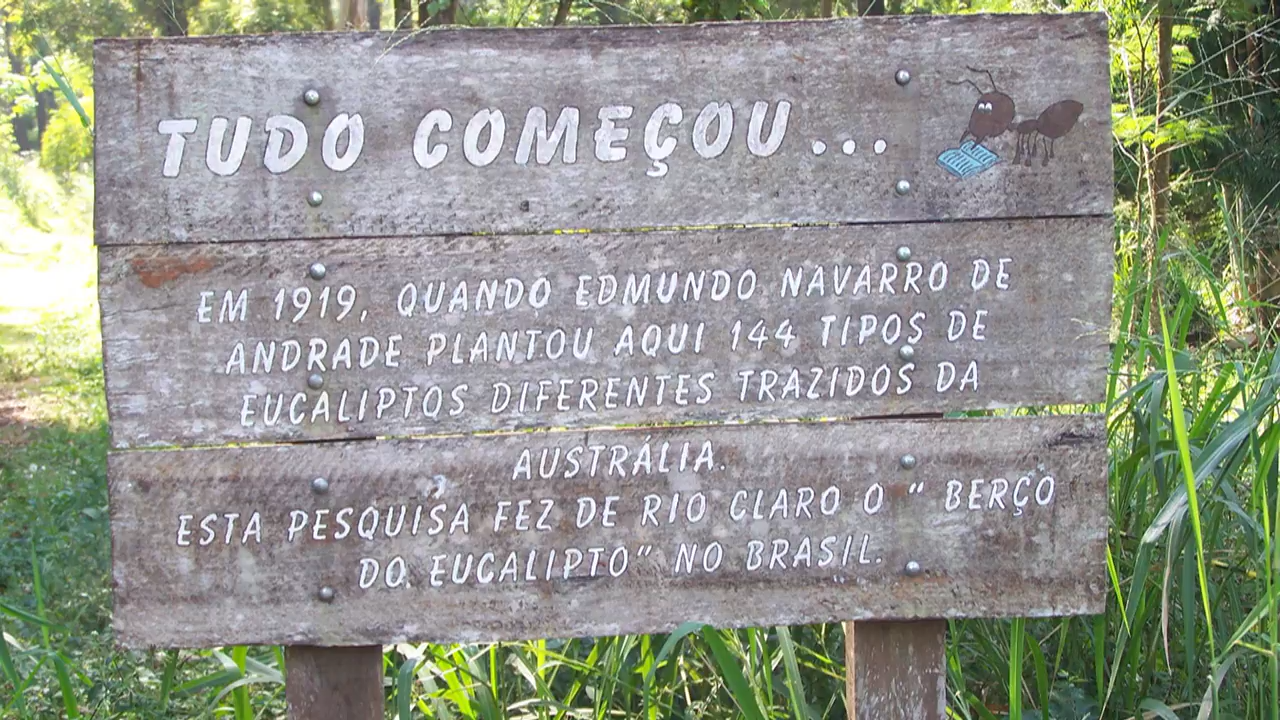 TUDO COMEÇOU...
EM 1919, QUANDO EDMUNDO NAVARRO DE
ANDRADE PLANTOU AQUI 144 TIPOS DE
EUCALIPTOS DIFERENTES TRAZIDOS DA
AUSTRÁLIA.
ESTA PESQUISA FEZ DE RIO CLARO O " BERÇO
DO EUCALIPTO" NO BRASIL.